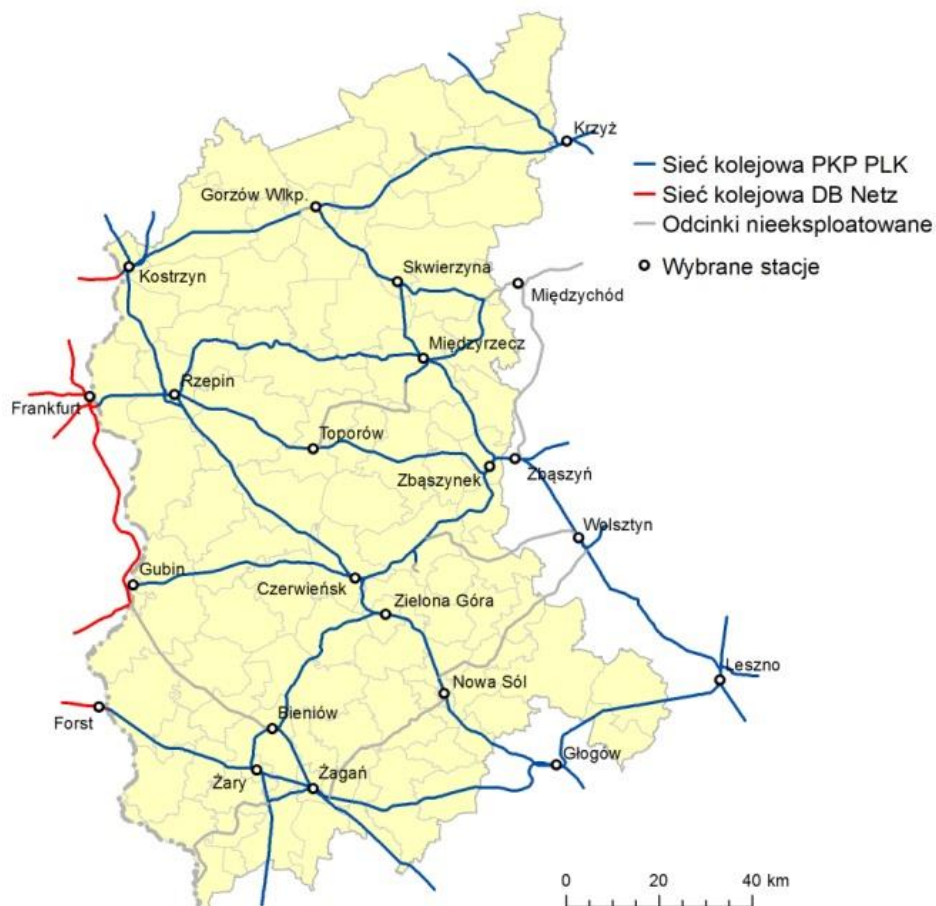 Krzyż
Sieć kolejowa PKP PLK
Sieć kolejowa DB Netz
Odcinki nieeksploatowane
Wybrane stacje
Gorzów Wlkp.
Kostrzyn
Skwierzyna
Międzychód
Międzyrzecz
Rzepin
Frankfurt
Toporów
Zbąszynek
Zbąszyń
Wolsztyn
Gubin
Czerwieńsk
Zielona Góra
Leszno
Nowa Sól
Forst
Bieniów
Głogów
Żary
Żagań
0 20 40 km